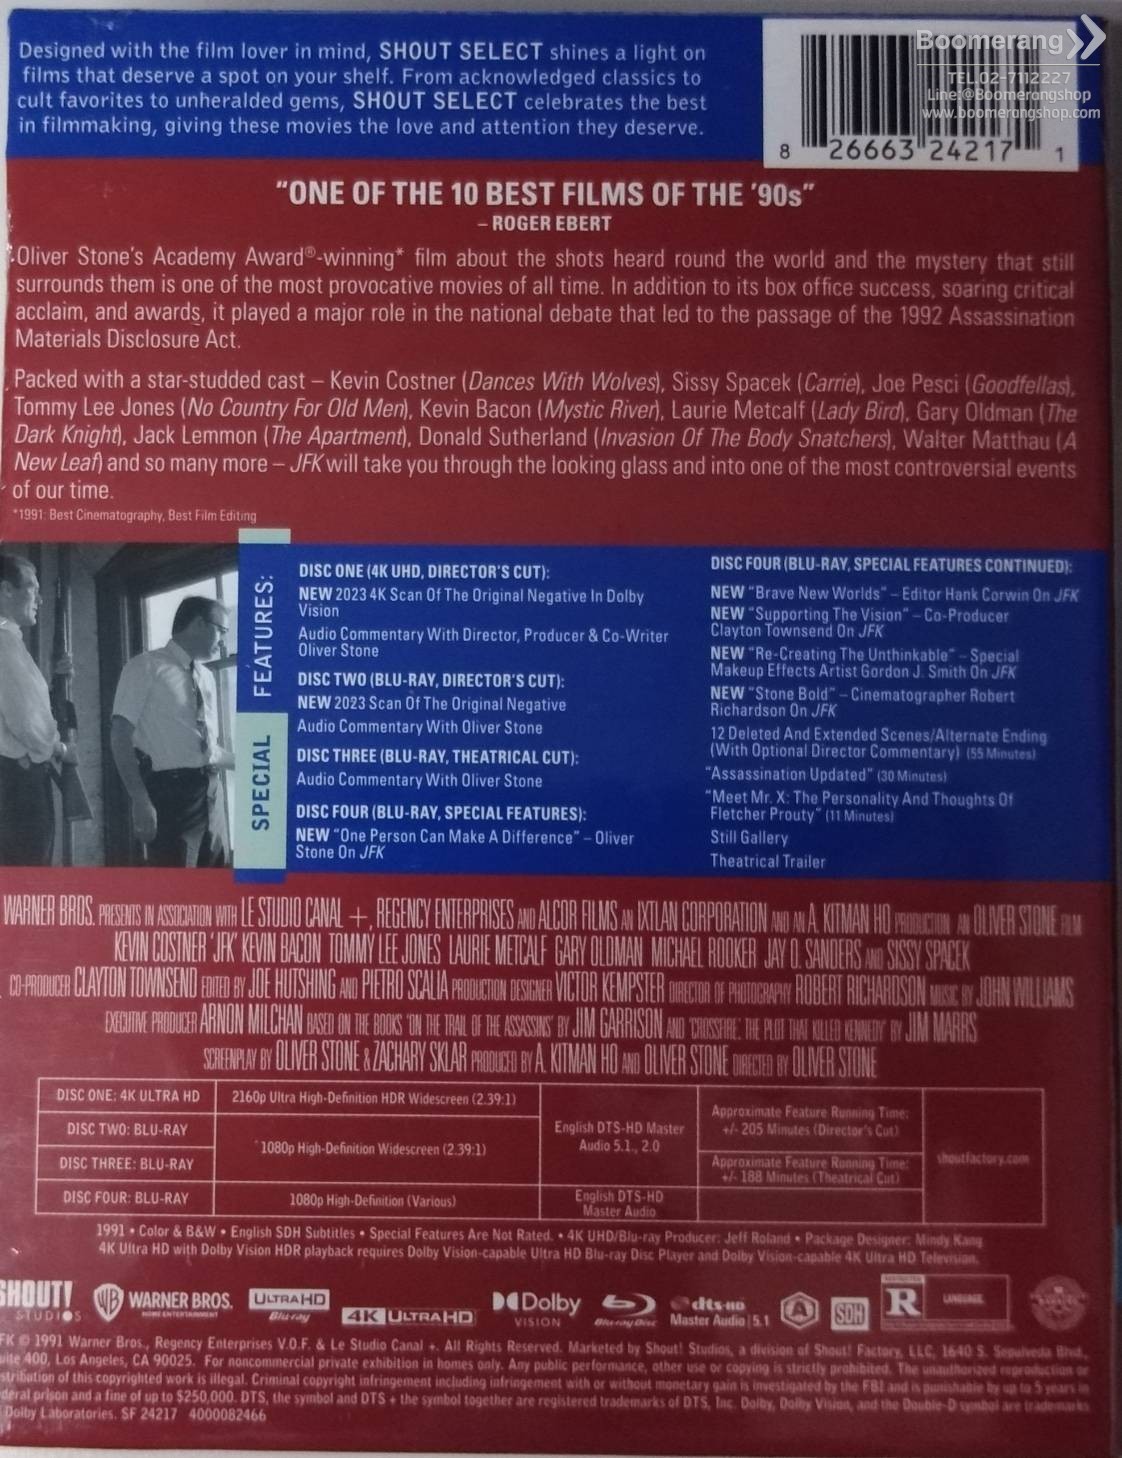 Designed with the film lover in mind, SHOUT SELECT shines a light on
films that deserve a spot on your shelf. From acknowledged classics to
cult favorites to unheralded gems, SHOUT SELECT celebrates the best
in filmmaking, giving these movies the love and attention they deserve.
Boomerang
TEL.02-7112227
Line:@Boomerangshop
www.boomerangshop.com
8 26663 24217 1
"ONE OF THE 10 BEST FILMS OF THE '90s"
– ROGER EBERT
Oliver Stone's Academy Award®-winning* film about the shots heard round the world and the mystery that still
surrounds them is one of the most provocative movies of all time. In addition to its box office success, soaring critical
acclaim, and awards, it played a major role in the national debate that led to the passage of the 1992 Assassination
Materials Disclosure Act.
Packed with a star-studded cast – Kevin Costner (Dances With Wolves), Sissy Spacek (Carrie), Joe Pesci (Goodfellas),
Tommy Lee Jones (No Country For Old Men), Kevin Bacon (Mystic River), Laurie Metcalf (Lady Bird), Gary Oldman (The
Dark Knight), Jack Lemmon (The Apartment), Donald Sutherland (Invasion Of The Body Snatchers), Walter Matthau (A
New Leaf) and so many more – JFK will take you through the looking glass and into one of the most controversial events
of our time.
*1991: Best Cinematography, Best Film Editing
SPECIAL FEATURES:
DISC ONE (4K UHD, DIRECTOR'S CUT):
NEW 2023 4K Scan Of The Original Negative In Dolby
Vision
Audio Commentary With Director, Producer & Co-Writer
Oliver Stone
DISC TWO (BLU-RAY, DIRECTOR'S CUT):
NEW 2023 Scan Of The Original Negative
Audio Commentary With Oliver Stone
DISC THREE (BLU-RAY, THEATRICAL CUT):
Audio Commentary With Oliver Stone
DISC FOUR (BLU-RAY, SPECIAL FEATURES):
NEW "One Person Can Make A Difference" – Oliver
Stone On JFK
DISC FOUR (BLU-RAY, SPECIAL FEATURES CONTINUED):
NEW "Brave New Worlds" – Editor Hank Corwin On JFK
NEW "Supporting The Vision" – Co-Producer
Clayton Townsend On JFK
NEW "Re-Creating The Unthinkable" – Special
Makeup Effects Artist Gordon J. Smith On JFK
NEW "Stone Bold" – Cinematographer Robert
Richardson On JFK
12 Deleted And Extended Scenes/Alternate Ending
(With Optional Director Commentary) (55 Minutes)
"Assassination Updated" (30 Minutes)
"Meet Mr. X: The Personality And Thoughts Of
Fletcher Prouty" (11 Minutes)
Still Gallery
Theatrical Trailer
WARNER BROS. PRESENTS IN ASSOCIATION WITH LE STUDIO CANAL +, REGENCY ENTERPRISES AND ALCOR FILMS AN IXTLAN CORPORATION AND AN A. KITMAN HO PRODUCTION AN OLIVER STONE FILM
KEVIN COSTNER 'JFK' KEVIN BACON TOMMY LEE JONES LAURIE METCALF GARY OLDMAN MICHAEL ROOKER JAY O. SANDERS AND SISSY SPACEK
CO-PRODUCER CLAYTON TOWNSEND EDITED BY JOE HUTSHING AND PIETRO SCALIA PRODUCTION DESIGNER VICTOR KEMPSTER DIRECTOR OF PHOTOGRAPHY ROBERT RICHARDSON MUSIC BY JOHN WILLIAMS
EXECUTIVE PRODUCER ARNON MILCHAN BASED ON THE BOOKS 'ON THE TRAIL OF THE ASSASSINS' BY JIM GARRISON AND 'CROSSFIRE: THE PLOT THAT KILLED KENNEDY' BY JIM MARRS
SCREENPLAY BY OLIVER STONE & ZACHARY SKLAR PRODUCED BY A. KITMAN HO AND OLIVER STONE DIRECTED BY OLIVER STONE
DISC ONE: 4K ULTRA HD
DISC TWO: BLU-RAY
DISC THREE: BLU-RAY
DISC FOUR: BLU-RAY
2160p Ultra High-Definition HDR Widescreen (2.39:1)
1080p High-Definition Widescreen (2.39:1)
1080p High-Definition (Various)
English DTS-HD Master
Audio 5.1., 2.0
English DTS-HD
Master Audio
Approximate Feature Running Time:
+/- 205 Minutes (Director's Cut)
Approximate Feature Running Time:
+/- 188 Minutes (Theatrical Cut)
shoutfactory.com
1991 • Color & B&W • English SDH Subtitles • Special Features Are Not Rated. • 4K UHD/Blu-ray Producer: Jeff Roland • Package Designer: Mindy Kang
4K Ultra HD with Dolby Vision HDR playback requires Dolby Vision-capable Ultra HD Blu-ray Disc Player and Dolby Vision-capable 4K Ultra HD Television.
SHOUT!
STUDIOS
WB WARNER BROS.
HOME ENTERTAINMENT
ULTRA HD
Blu-ray
4K ULTRA HD
Dolby
VISION
Blu-ray Disc
dts-HD
Master Audio 5.1
A
SDH
RESTRICTED
R
LANGUAGE
FK © 1991 Warner Bros., Regency Enterprises V.O.F. & Le Studio Canal +. All Rights Reserved. Marketed by Shout! Studios, a division of Shout! Factory, LLC, 1640 S. Sepulveda Blvd.,
uite 400, Los Angeles, CA 90025. For noncommercial private exhibition in homes only. Any public performance, other use or copying is strictly prohibited. The unauthorized reproduction or
stribution of this copyrighted work is illegal. Criminal copyright infringement including infringement with or without monetary gain is investigated by the FBI and is punishable by up to 5 years in
deral prison and a fine of up to $250,000. DTS, the symbol and DTS + the symbol together are registered trademarks of DTS, Inc. Dolby, Dolby Vision, and the Double-D symbol are trademarks
Dolby Laboratories. SF 24217 4000082466